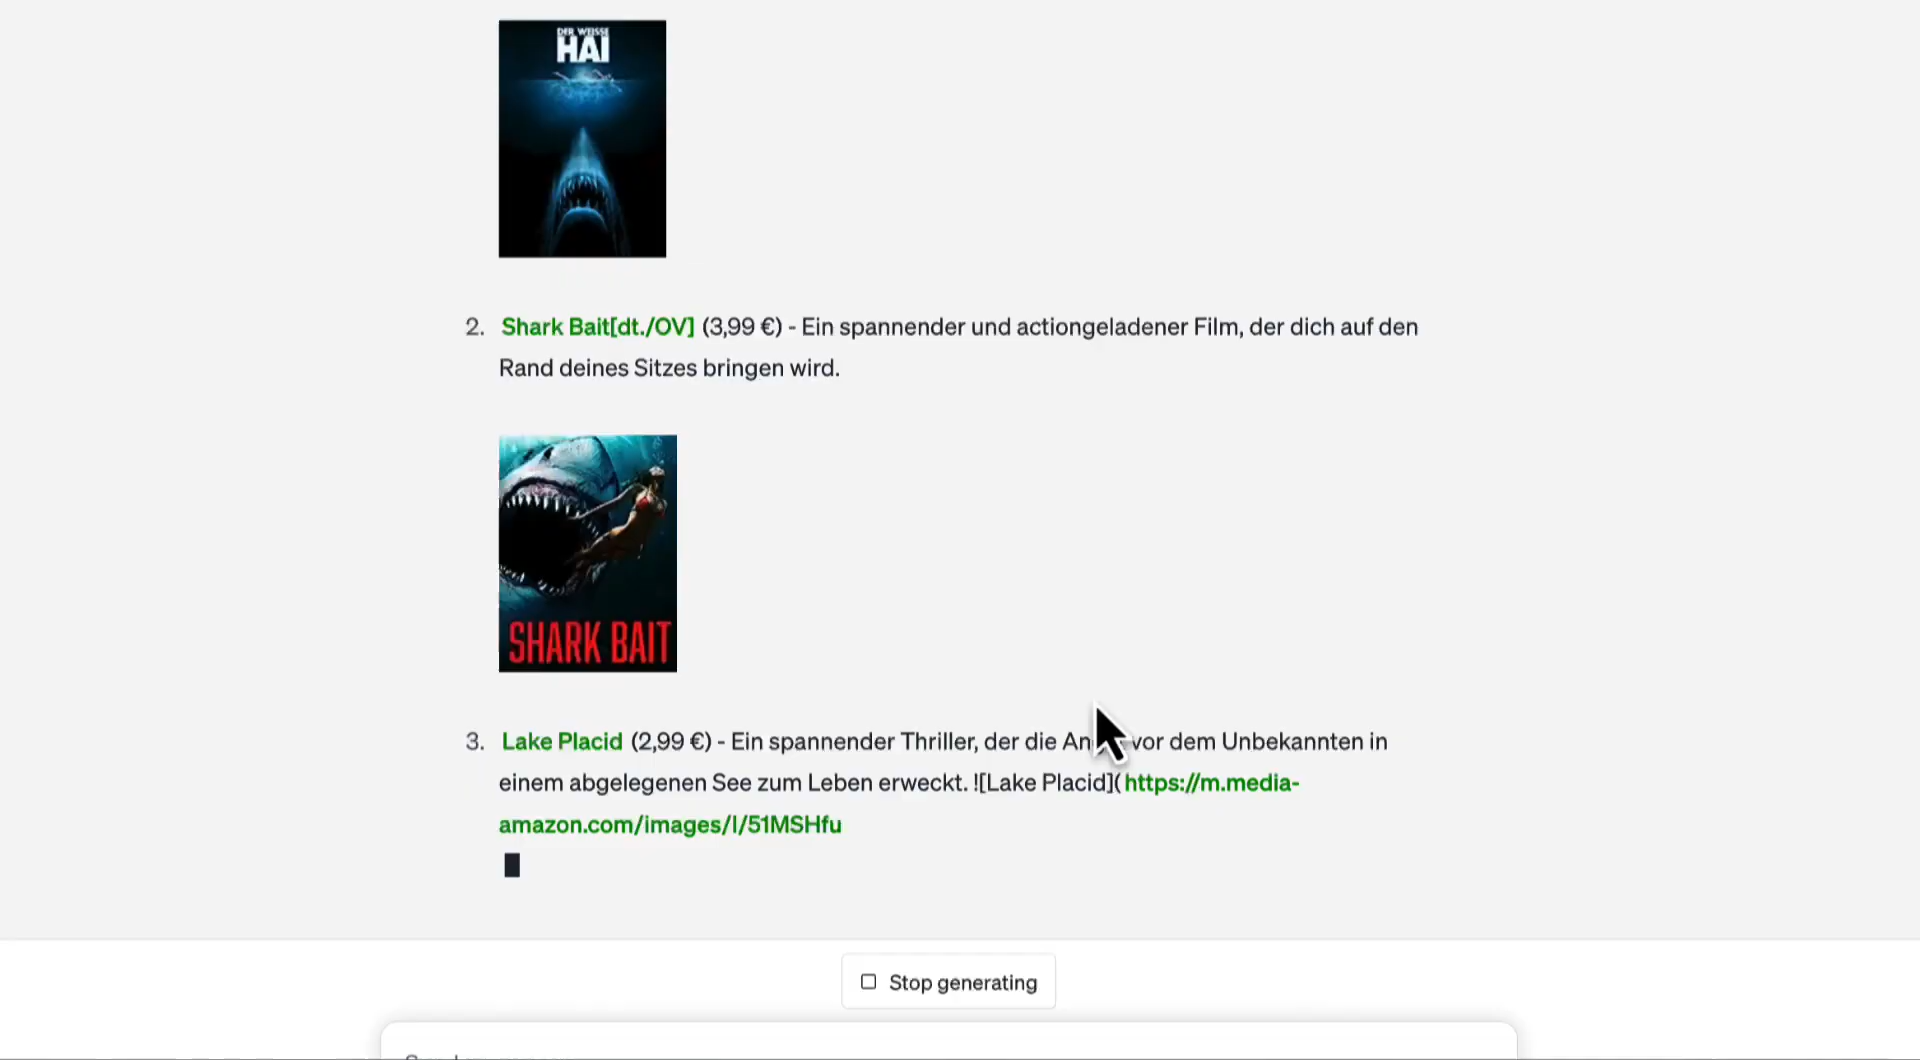 DER WEISSE
HAI
2. Shark Bait[dt./OV] (3,99 €) - Ein spannender und actiongeladener Film, der dich auf den
Rand deines Sitzes bringen wird.
SHARK BAIT
3. Lake Placid (2,99 €) - Ein spannender Thriller, der die vor dem Unbekannten in
einem abgelegenen See zum Leben erweckt. ![Lake Placid](https://m.media-
amazon.com/images/I/51MSHfu
Stop generating